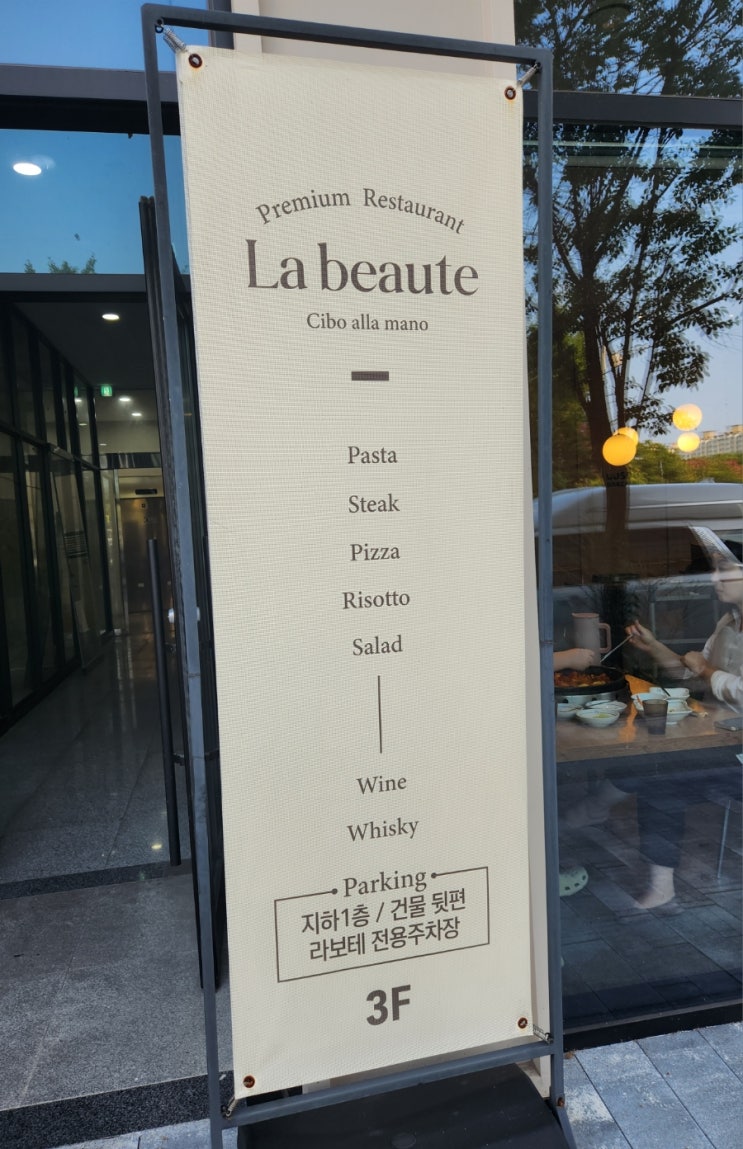 Premium Restaurant
La beaute
Cibo alla mano
Pasta
Steak
Pizza
Risotto
Salad
Wine
Whisky
Parking
지하1층 / 건물 뒷편
라보테 전용주차장
3F